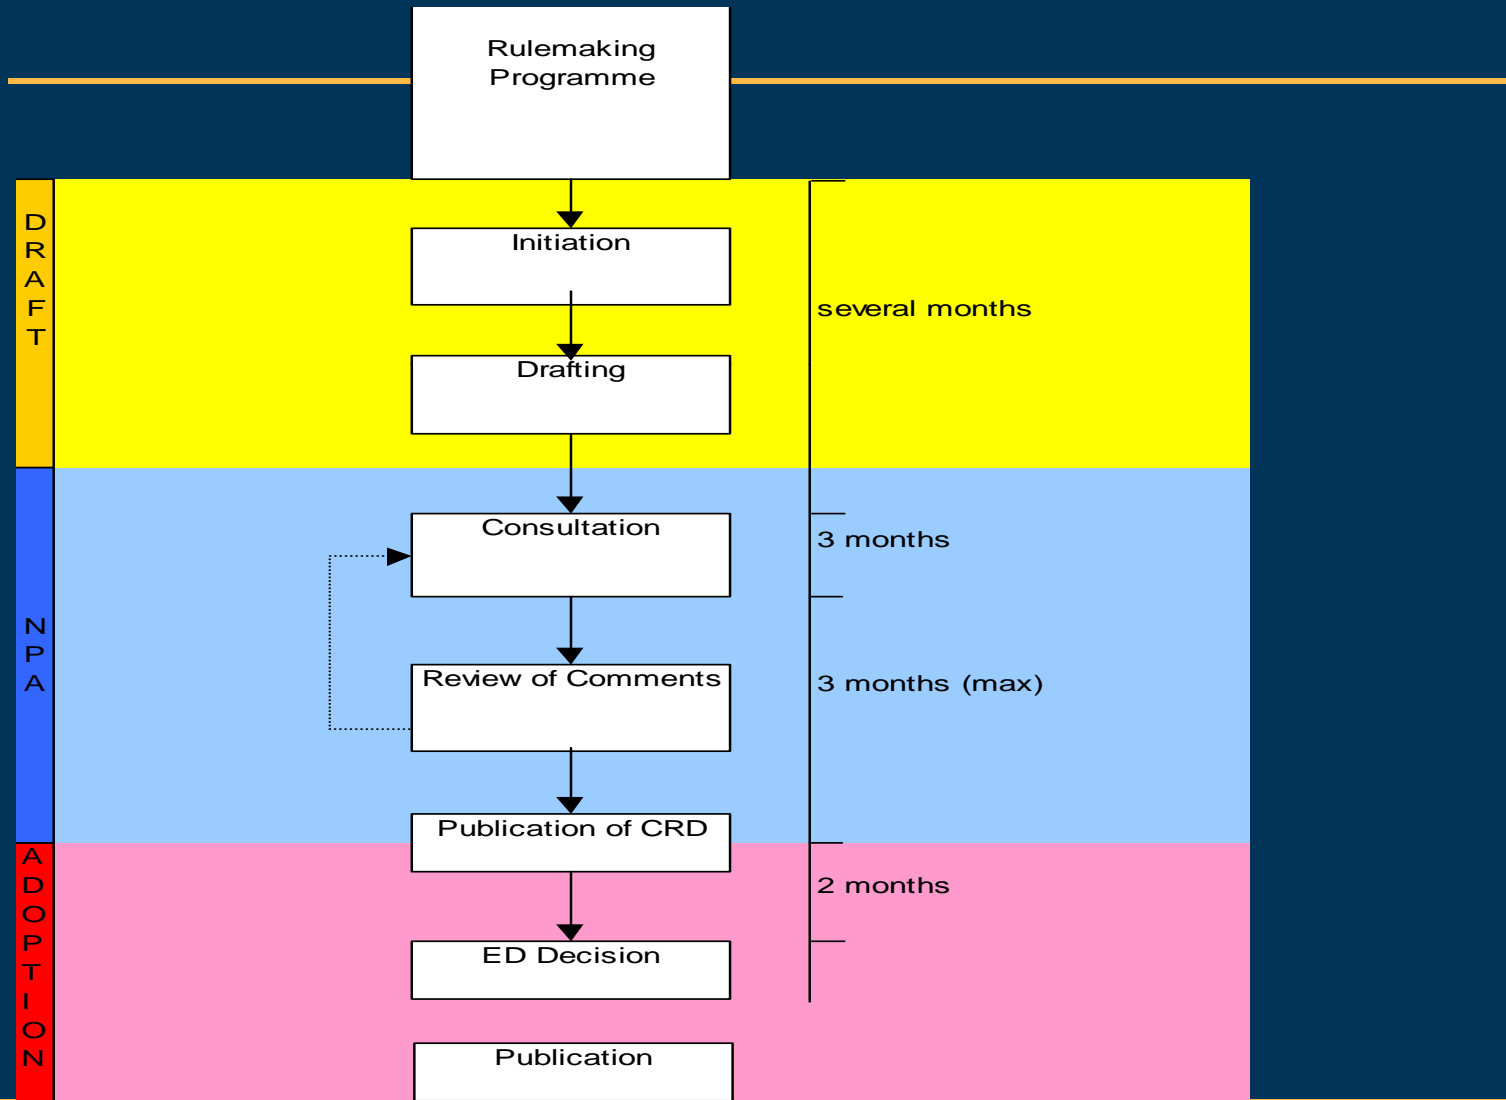 Rulemaking
Programme
DRAFT
Initiation
several months
Drafting
NPA
Consultation
3 months
Review of Comments
3 months (max)
Publication of CRD
ADOPTION
2 months
ED Decision
Publication